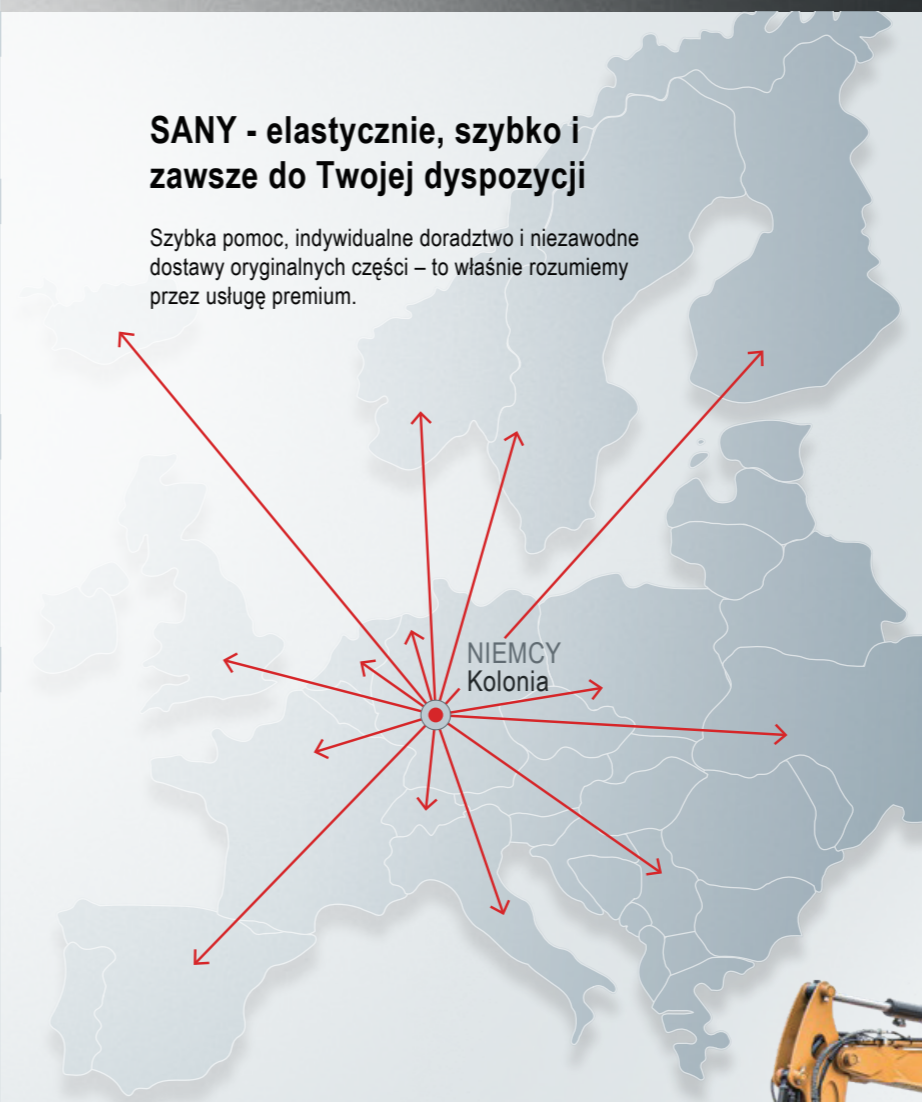 SANY - elastycznie, szybko i
zawsze do Twojej dyspozycji
Szybka pomoc, indywidualne doradztwo i niezawodne
dostawy oryginalnych części – to właśnie rozumiemy
przez usługę premium.
NIEMCY
Kolonia